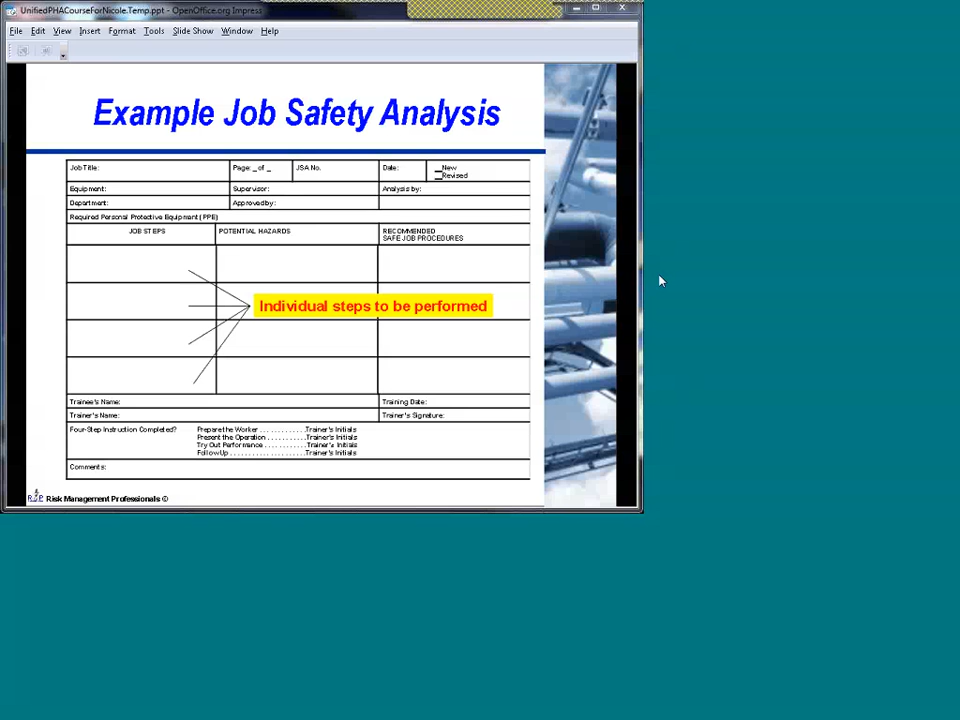 UnifiedPHACourseForNicole.Temp.ppt - OpenOffice.org Impress
File Edit View Insert Format Tools Slide Show Window Help
Example Job Safety Analysis
Job Title: Page: _ of _ JSA No. Date: __New
__Revised
Equipment: Supervisor: Analysis by:
Department: Approved by:
Required Personal Protective Equipment (PPE)
JOB STEPS POTENTIAL HAZARDS RECOMMENDED
SAFE JOB PROCEDURES
Individual steps to be performed
Trainee's Name: Training Date:
Trainer's Name: Trainer's Signature:
Four-Step Instruction Completed? Prepare the Worker . . . . . . . . . . . .Trainer's Initials
Present the Operation . . . . . . . . . .Trainer's Initials
Try Out Performance . . . . . . . . . . . .Trainer's Initials
Follow Up . . . . . . . . . . . . . . . . . . . .Trainer's Initials
Comments:
Risk Management Professionals ©